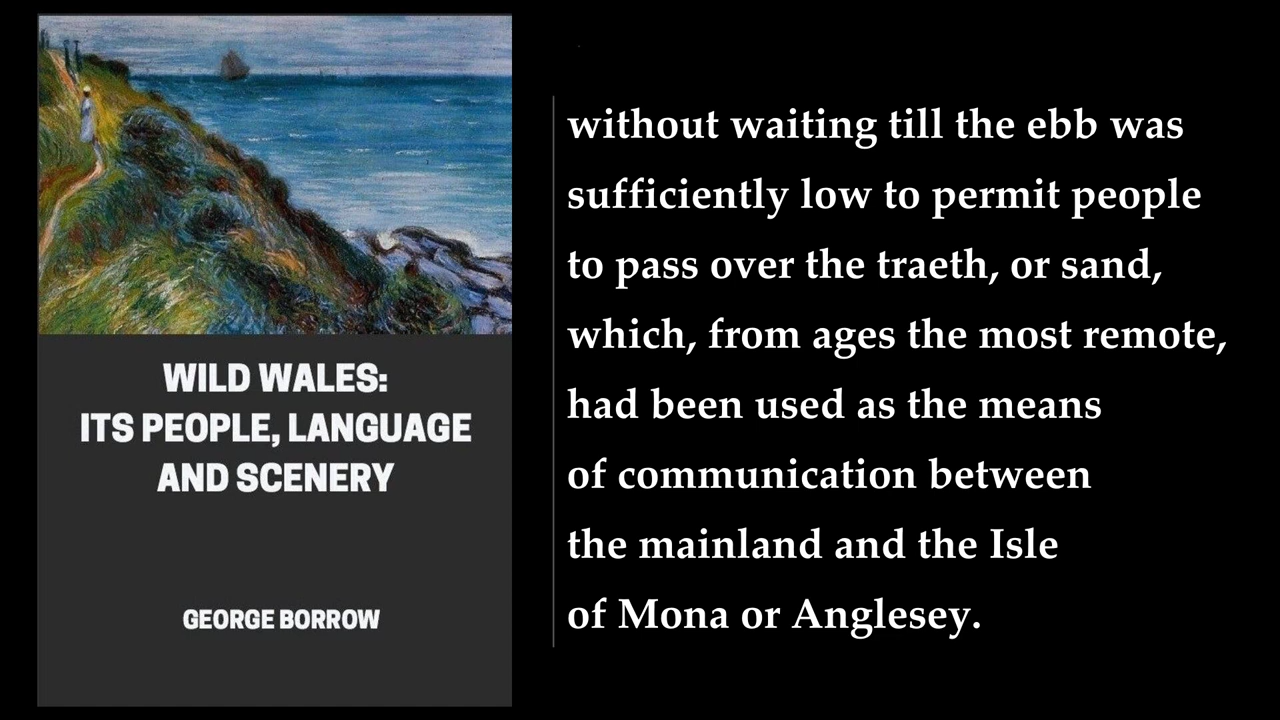 WILD WALES:
ITS PEOPLE, LANGUAGE
AND SCENERY
GEORGE BORROW
without waiting till the ebb was
sufficiently low to permit people
to pass over the traeth, or sand,
which, from ages the most remote,
had been used as the means
of communication between
the mainland and the Isle
of Mona or Anglesey.